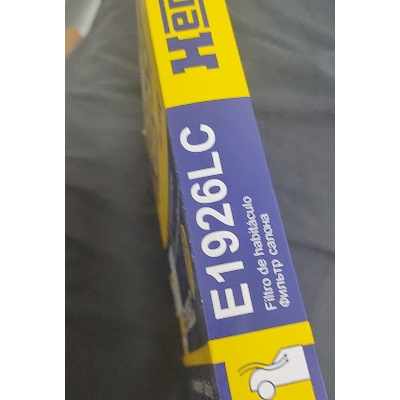 E1926LC
Filtro de habitáculo
Фильтр салона